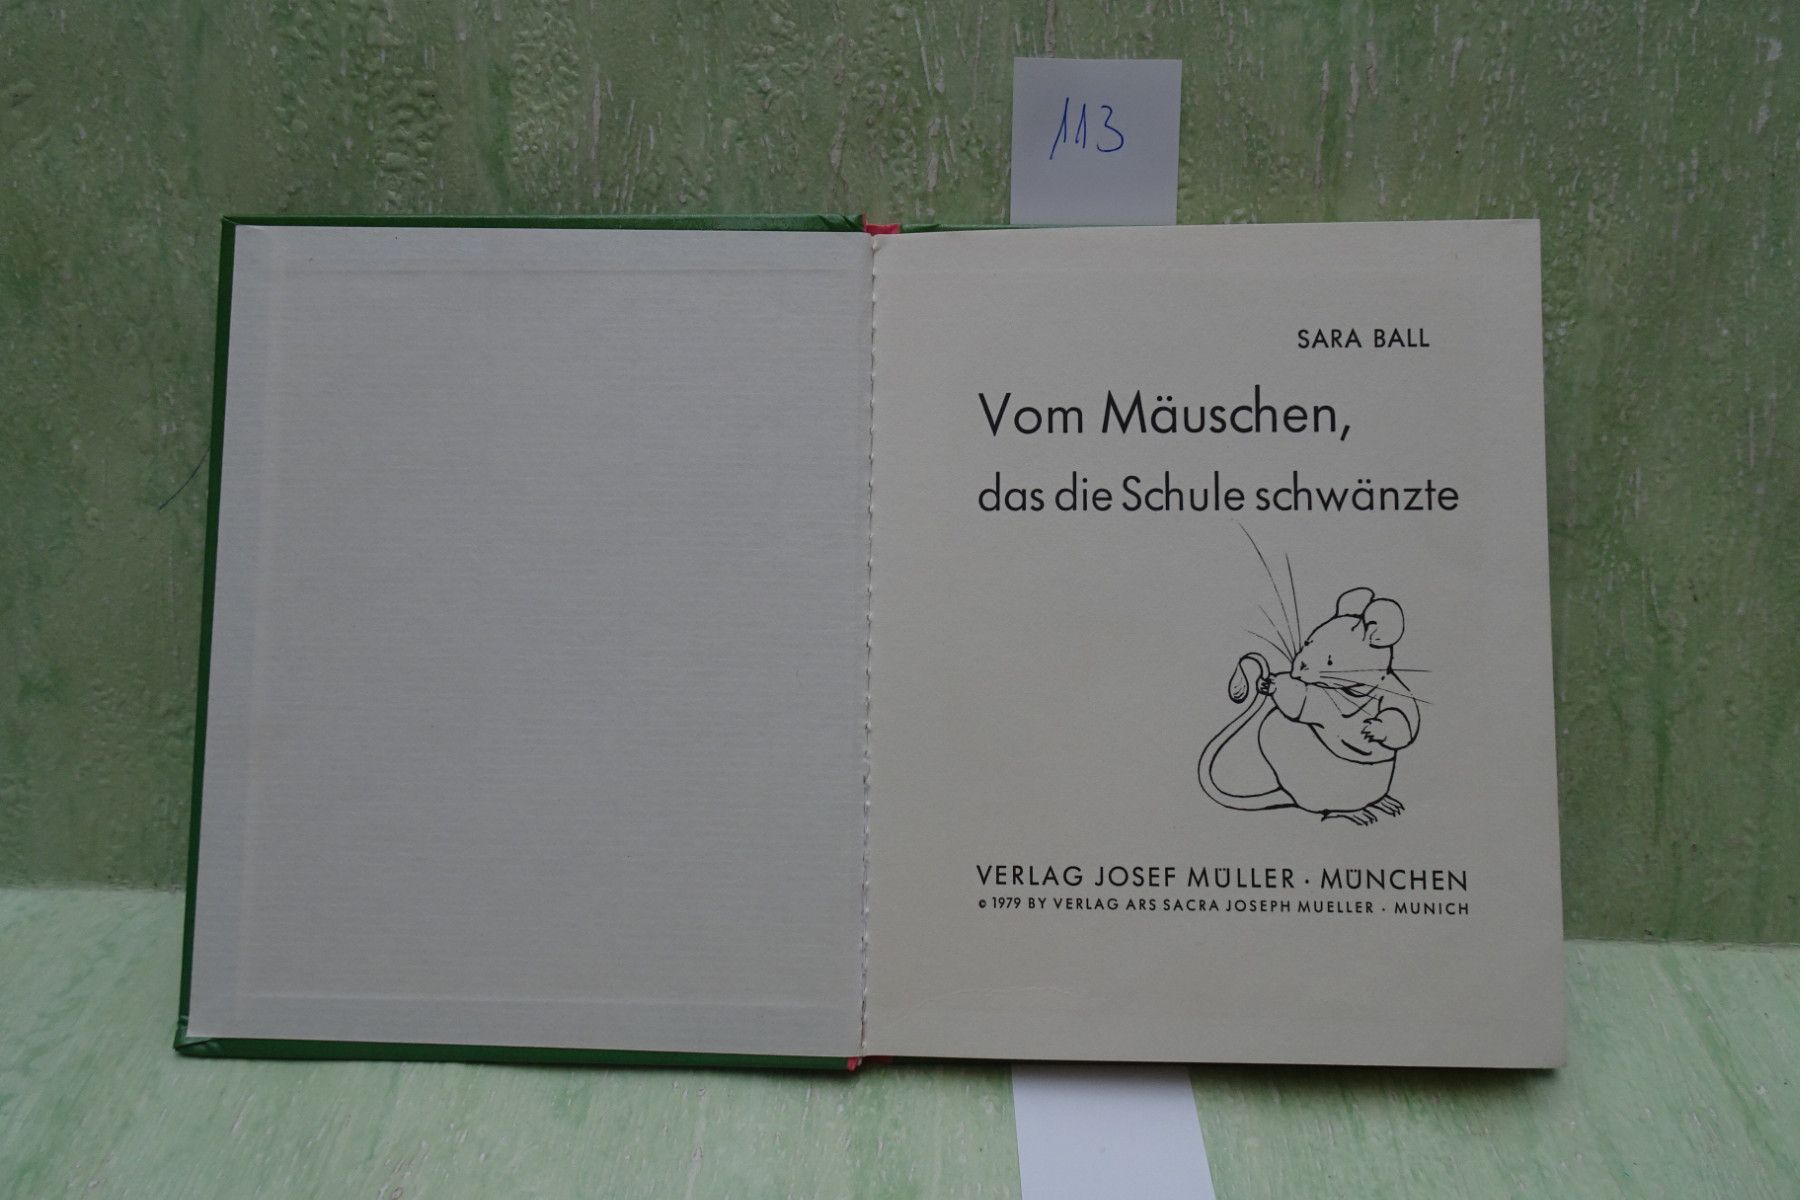 113
SARA BALL
Vom Mäuschen,
das die Schule schwänzte
VERLAG JOSEF MÜLLER · MÜNCHEN
© 1979 BY VERLAG ARS SACRA JOSEPH MUELLER · MUNICH